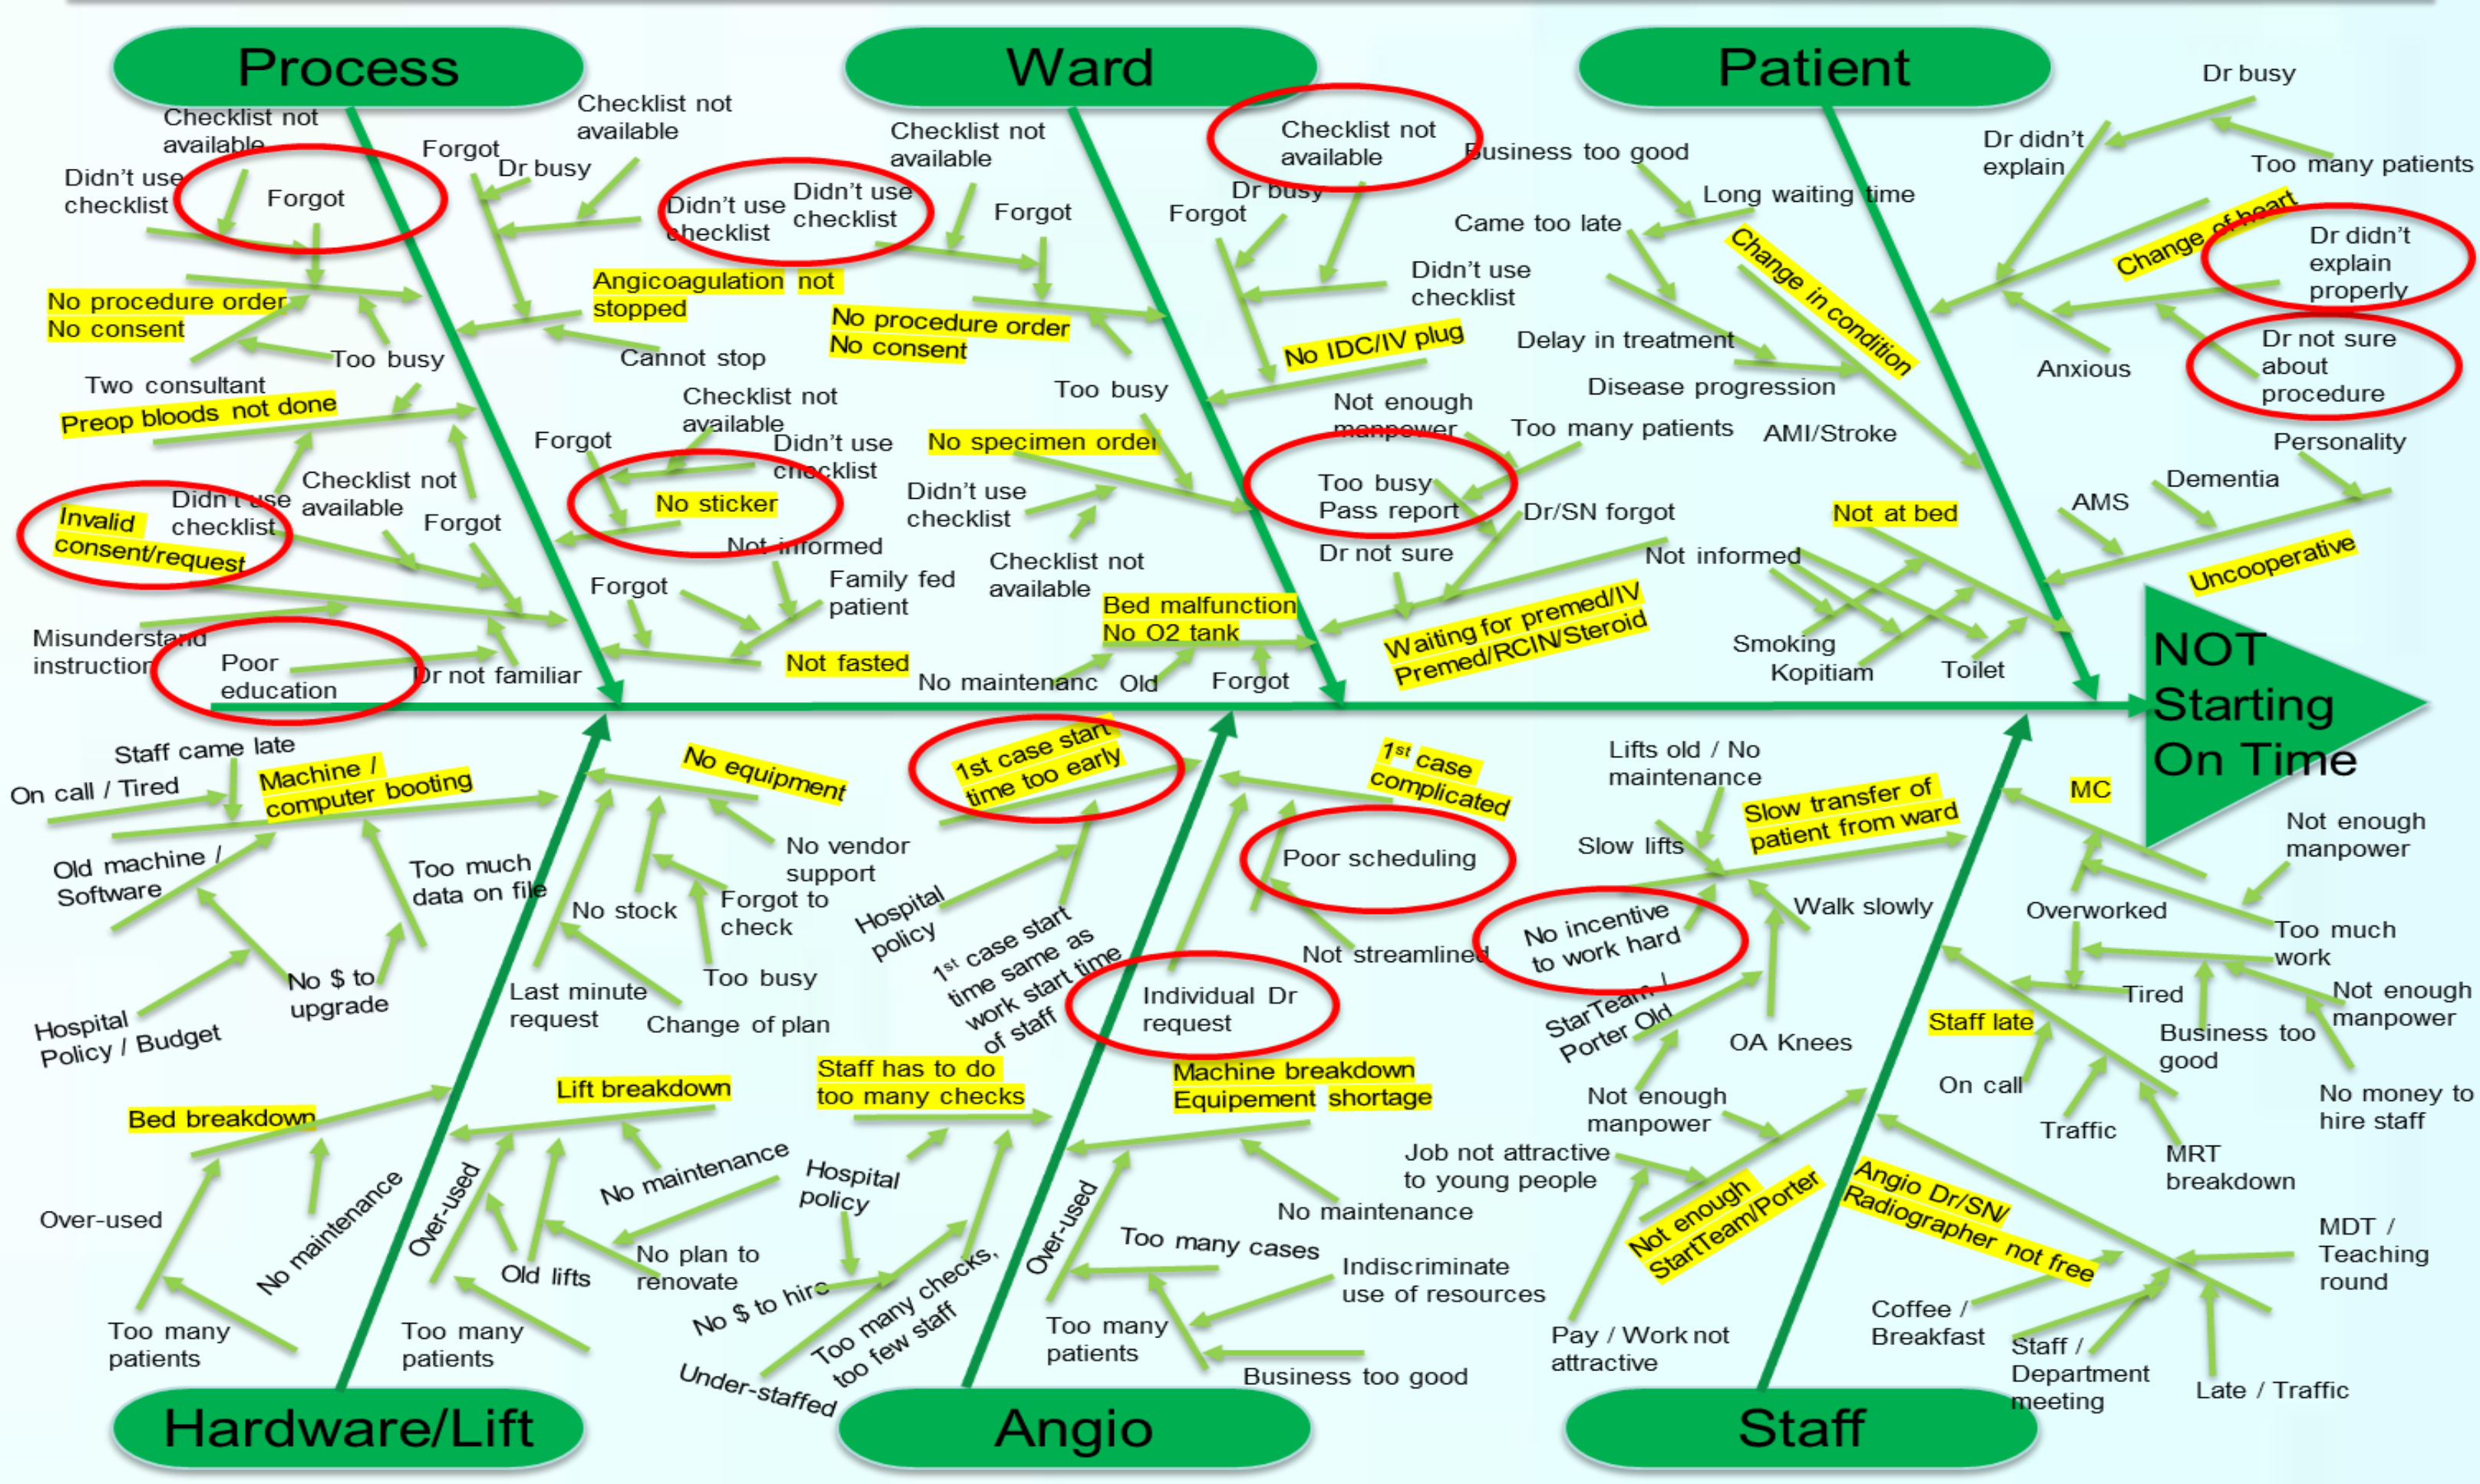 Process
Ward
Patient
Checklist not
available
Didn't use
checklist
Forgot
No procedure order
No consent
Too busy
Two consultant
Preop bloods not done
Didn't use
checklist
Checklist not
available
Forgot
Invalid
consent/request
Misunderstand
instruction
Poor
education
Dr not familiar
Forgot
Dr busy
Checklist not
available
Didn't use
checklist
Angicoagulation not
stopped
Cannot stop
Checklist not
available
Forgot
Didn't use
checklist
No sticker
Not informed
Forgot
Family fed
patient
Not fasted
Didn't use
checklist
Checklist not
available
Forgot
No procedure order
No consent
Too busy
No specimen order
Didn't use
checklist
Checklist not
available
Bed malfunction
No O2 tank
No maintenanc
Old
Forgot
Checklist not
available
Dr busy
Forgot
Didn't use
checklist
No IDC/IV plug
Not enough
manpower
Too many patients
Too busy
Pass report
Dr/SN forgot
Dr not sure
Waiting for premed/IV
Premed/RCIN/Steroid
Business too good
Long waiting time
Came too late
Change in condition
Delay in treatment
Disease progression
AMI/Stroke
Not at bed
Not informed
Smoking
Kopitiam
Toilet
Dr busy
Dr didn't
explain
Too many patients
Change of heart
Dr didn't
explain
properly
Dr not sure
about
procedure
Anxious
Personality
Dementia
AMS
Uncooperative
NOT
Starting
On Time
Staff came late
On call / Tired
Machine /
computer booting
Old machine /
Software
Too much
data on file
No $ to
upgrade
Hospital
Policy / Budget
No equipment
No vendor
support
Forgot to
check
No stock
Too busy
Last minute
request
Change of plan
Bed breakdown
Over-used
No maintenance
Too many
patients
Lift breakdown
Over-used
No maintenance
Old lifts
No plan to
renovate
Too many
patients
1st case start
time too early
Hospital
policy
1st case start
time same as
work start time
of staff
1st case
complicated
Poor scheduling
Not streamlined
Individual Dr
request
Staff has to do
too many checks
Hospital
policy
No $ to hire
Too many checks,
too few staff
Under-staffed
Machine breakdown
Equipement shortage
Over-used
No maintenance
Too many cases
Indiscriminate
use of resources
Too many
patients
Business too good
Lifts old / No
maintenance
Slow lifts
Slow transfer of
patient from ward
No incentive
to work hard
Walk slowly
StarTeam /
Porter Old
OA Knees
Not enough
manpower
Job not attractive
to young people
Not enough
StartTeam/Porter
Pay / Work not
attractive
MC
Not enough
manpower
Overworked
Too much
work
Tired
Not enough
manpower
Business too
good
No money to
hire staff
Staff late
On call
Traffic
MRT
breakdown
Angio Dr/SN/
Radiographer not free
MDT /
Teaching
round
Coffee /
Breakfast
Staff /
Department
meeting
Late / Traffic
Hardware/Lift
Angio
Staff